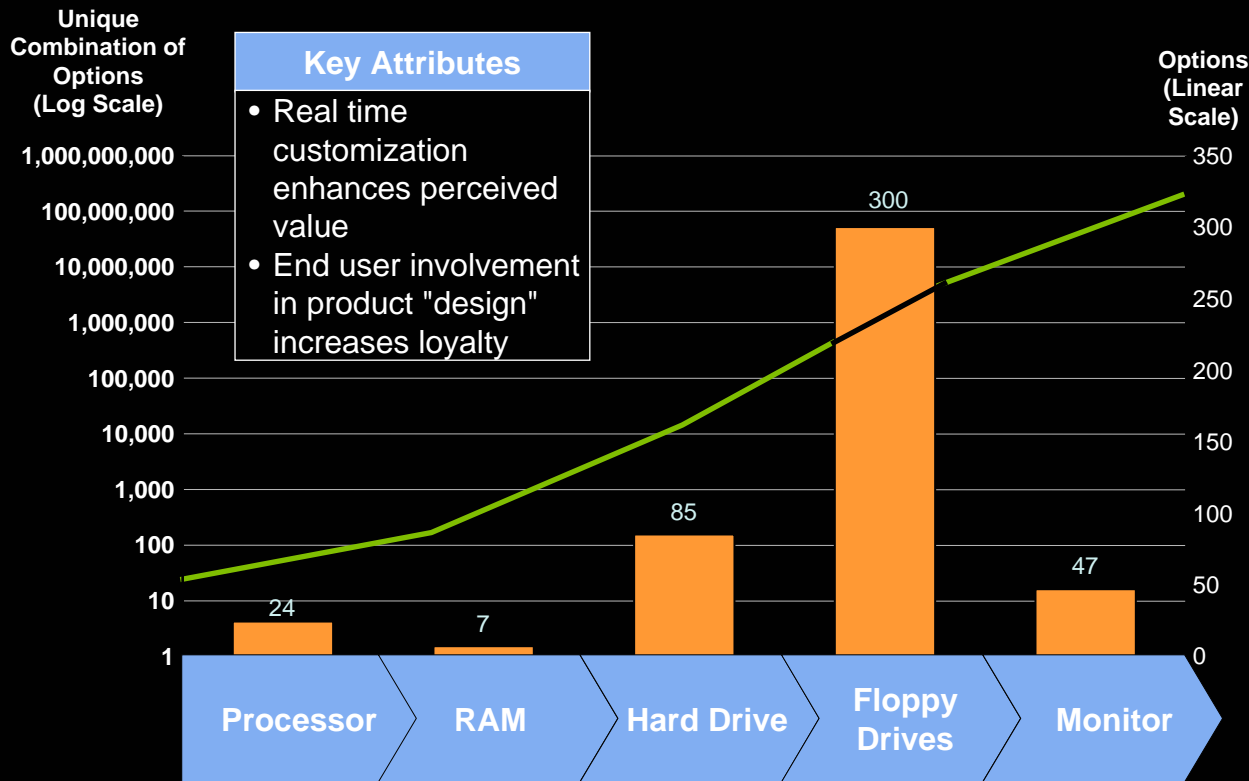 Unique
Combination of
Options
(Log Scale)
Key Attributes
• Real time
customization
enhances perceived
value
• End user involvement
in product "design"
increases loyalty
Options
(Linear
Scale)
1,000,000,000
100,000,000
10,000,000
1,000,000
100,000
10,000
1,000
100
10
1
350
300
250
200
150
100
50
0
24
7
85
300
47
Processor
RAM
Hard Drive
Floppy
Drives
Monitor